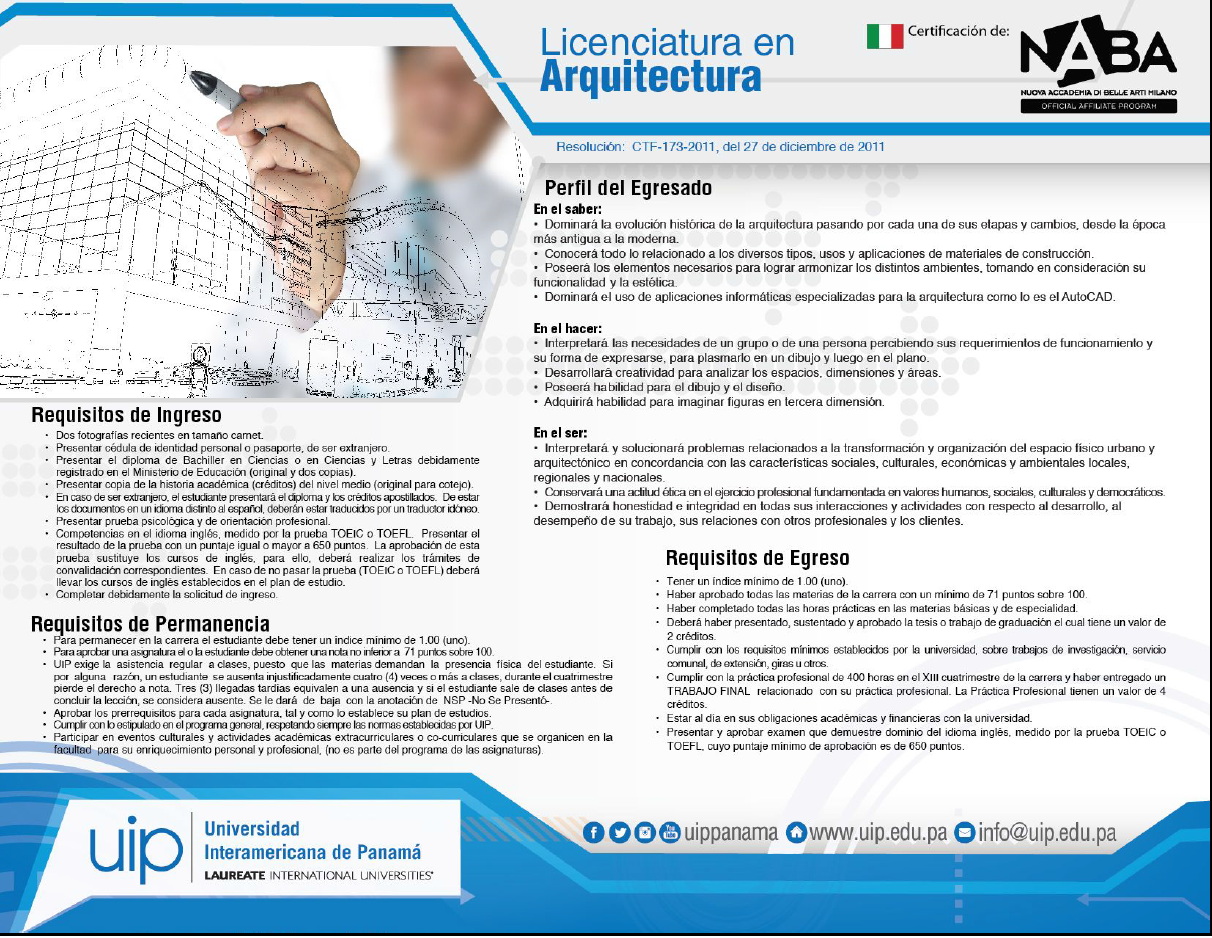 Licenciatura en
Arquitectura
Certificación de:
NABA
NUOVA ACCADEMIA DI BELLE ARTI MILANO
OFFICIAL AFFILIATE PROGRAM
Resolución: CTF-173-2011, del 27 de diciembre de 2011
Perfil del Egresado
En el saber:
• Dominará la evolución histórica de la arquitectura pasando por cada una de sus etapas y cambios, desde la época
más antigua a la moderna.
• Conocerá todo lo relacionado a los diversos tipos, usos y aplicaciones de materiales de construcción.
• Poseerá los elementos necesarios para lograr armonizar los distintos ambientes, tomando en consideración su
funcionalidad y la estética.
• Dominará el uso de aplicaciones informáticas especializadas para la arquitectura como lo es el AutoCAD.
En el hacer:
• Interpretará las necesidades de un grupo o de una persona percibiendo sus requerimientos de funcionamiento y
su forma de expresarse, para plasmarlo en un dibujo y luego en el plano.
• Desarrollará creatividad para analizar los espacios, dimensiones y áreas.
• Poseerá habilidad para el dibujo y el diseño.
• Adquirirá habilidad para imaginar figuras en tercera dimensión.
En el ser:
• Interpretará y solucionará problemas relacionados a la transformación y organización del espacio físico urbano y
arquitectónico en concordancia con las características sociales, culturales, económicas y ambientales locales,
regionales y nacionales.
• Conservará una actitud ética en el ejercicio profesional fundamentada en valores humanos, sociales, culturales y democráticos.
• Demostrará honestidad e integridad en todas sus interacciones y actividades con respecto al desarrollo, al
desempeño de su trabajo, sus relaciones con otros profesionales y los clientes.
Requisitos de Ingreso
• Dos fotografías recientes en tamaño carnet.
• Presentar cédula de identidad personal o pasaporte, de ser extranjero.
• Presentar el diploma de Bachiller en Ciencias o en Ciencias y Letras debidamente
registrado en el Ministerio de Educación (original y dos copias).
• Presentar copia de la historia académica (créditos) del nivel medio (original para cotejo).
• En caso de ser extranjero, el estudiante presentará el diploma y los créditos apostillados. De estar
los documentos en un idioma distinto al español, deberán estar traducidos por un traductor idóneo.
• Presentar prueba psicológica y de orientación profesional.
• Competencias en el idioma inglés, medido por la prueba TOEIC o TOEFL. Presentar el
resultado de la prueba con un puntaje igual o mayor a 650 puntos. La aprobación de esta
prueba sustituye los cursos de inglés, para ello, deberá realizar los trámites de
convalidación correspondientes. En caso de no pasar la prueba (TOEIC o TOEFL) deberá
llevar los cursos de inglés establecidos en el plan de estudio.
• Completar debidamente la solicitud de ingreso.
Requisitos de Permanencia
• Para permanecer en la carrera el estudiante debe tener un índice mínimo de 1.00 (uno).
• Para aprobar una asignatura el o la estudiante debe obtener una nota no inferior a 71 puntos sobre 100.
• UIP exige la asistencia regular a clases, puesto que las materias demandan la presencia física del estudiante. Si
por alguna razón, un estudiante se ausenta injustificadamente cuatro (4) veces o más a clases, durante el cuatrimestre
pierde el derecho a nota. Tres (3) llegadas tardías equivalen a una ausencia y si el estudiante sale de clases antes de
concluir la lección, se considera ausente. Se le dará de baja con la anotación de NSP -No Se Presentó-.
• Aprobar los prerrequisitos para cada asignatura, tal y como lo establece su plan de estudios.
• Cumplir con lo estipulado en el programa general, respetando siempre las normas establecidas por UIP.
• Participar en eventos culturales y actividades académicas extracurriculares o co-curriculares que se organicen en la
facultad para su enriquecimiento personal y profesional, (no es parte del programa de las asignaturas).
Requisitos de Egreso
• Tener un índice mínimo de 1.00 (uno).
• Haber aprobado todas las materias de la carrera con un mínimo de 71 puntos sobre 100.
• Haber completado todas las horas prácticas en las materias básicas y de especialidad.
• Deberá haber presentado, sustentado y aprobado la tesis o trabajo de graduación el cual tiene un valor de
2 créditos.
• Cumplir con los requisitos mínimos establecidos por la universidad, sobre trabajos de investigación, servicio
comunal, de extensión, giras u otros.
• Cumplir con la práctica profesional de 400 horas en el XIII cuatrimestre de la carrera y haber entregado un
TRABAJO FINAL relacionado con su práctica profesional. La Práctica Profesional tienen un valor de 4
créditos.
• Estar al día en sus obligaciones académicas y financieras con la universidad.
• Presentar y aprobar examen que demuestre dominio del idioma inglés, medido por la prueba TOEIC o
TOEFL, cuyo puntaje mínimo de aprobación es de 650 puntos.
uip
Universidad
Interamericana de Panamá
LAUREATE INTERNATIONAL UNIVERSITIES
uippanama www.uip.edu.pa info@uip.edu.pa